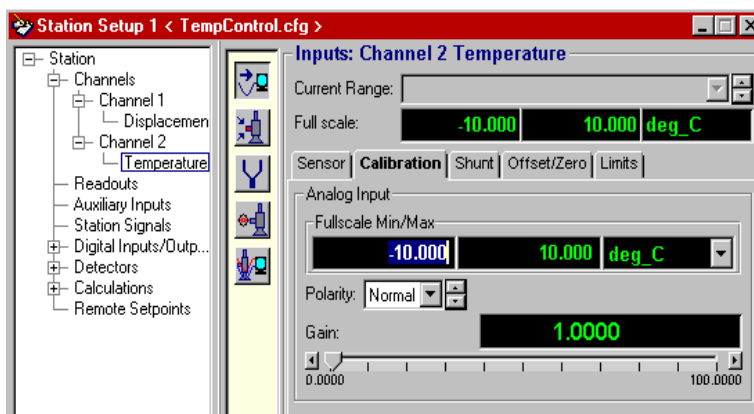 Station Setup 1 < TempControl.cfg >
Station
Channels
Channel 1
Displacemen
Channel 2
Temperature
Readouts
Auxiliary Inputs
Station Signals
Digital Inputs/Outp...
Detectors
Calculations
Remote Setpoints
Inputs: Channel 2 Temperature
Current Range:
Full scale: -10.000 10.000 deg_C
Sensor Calibration Shunt Offset/Zero Limits
Analog Input
Fullscale Min/Max
-10.000 10.000 deg_C
Polarity: Normal
Gain: 1.0000
0.0000 100.0000